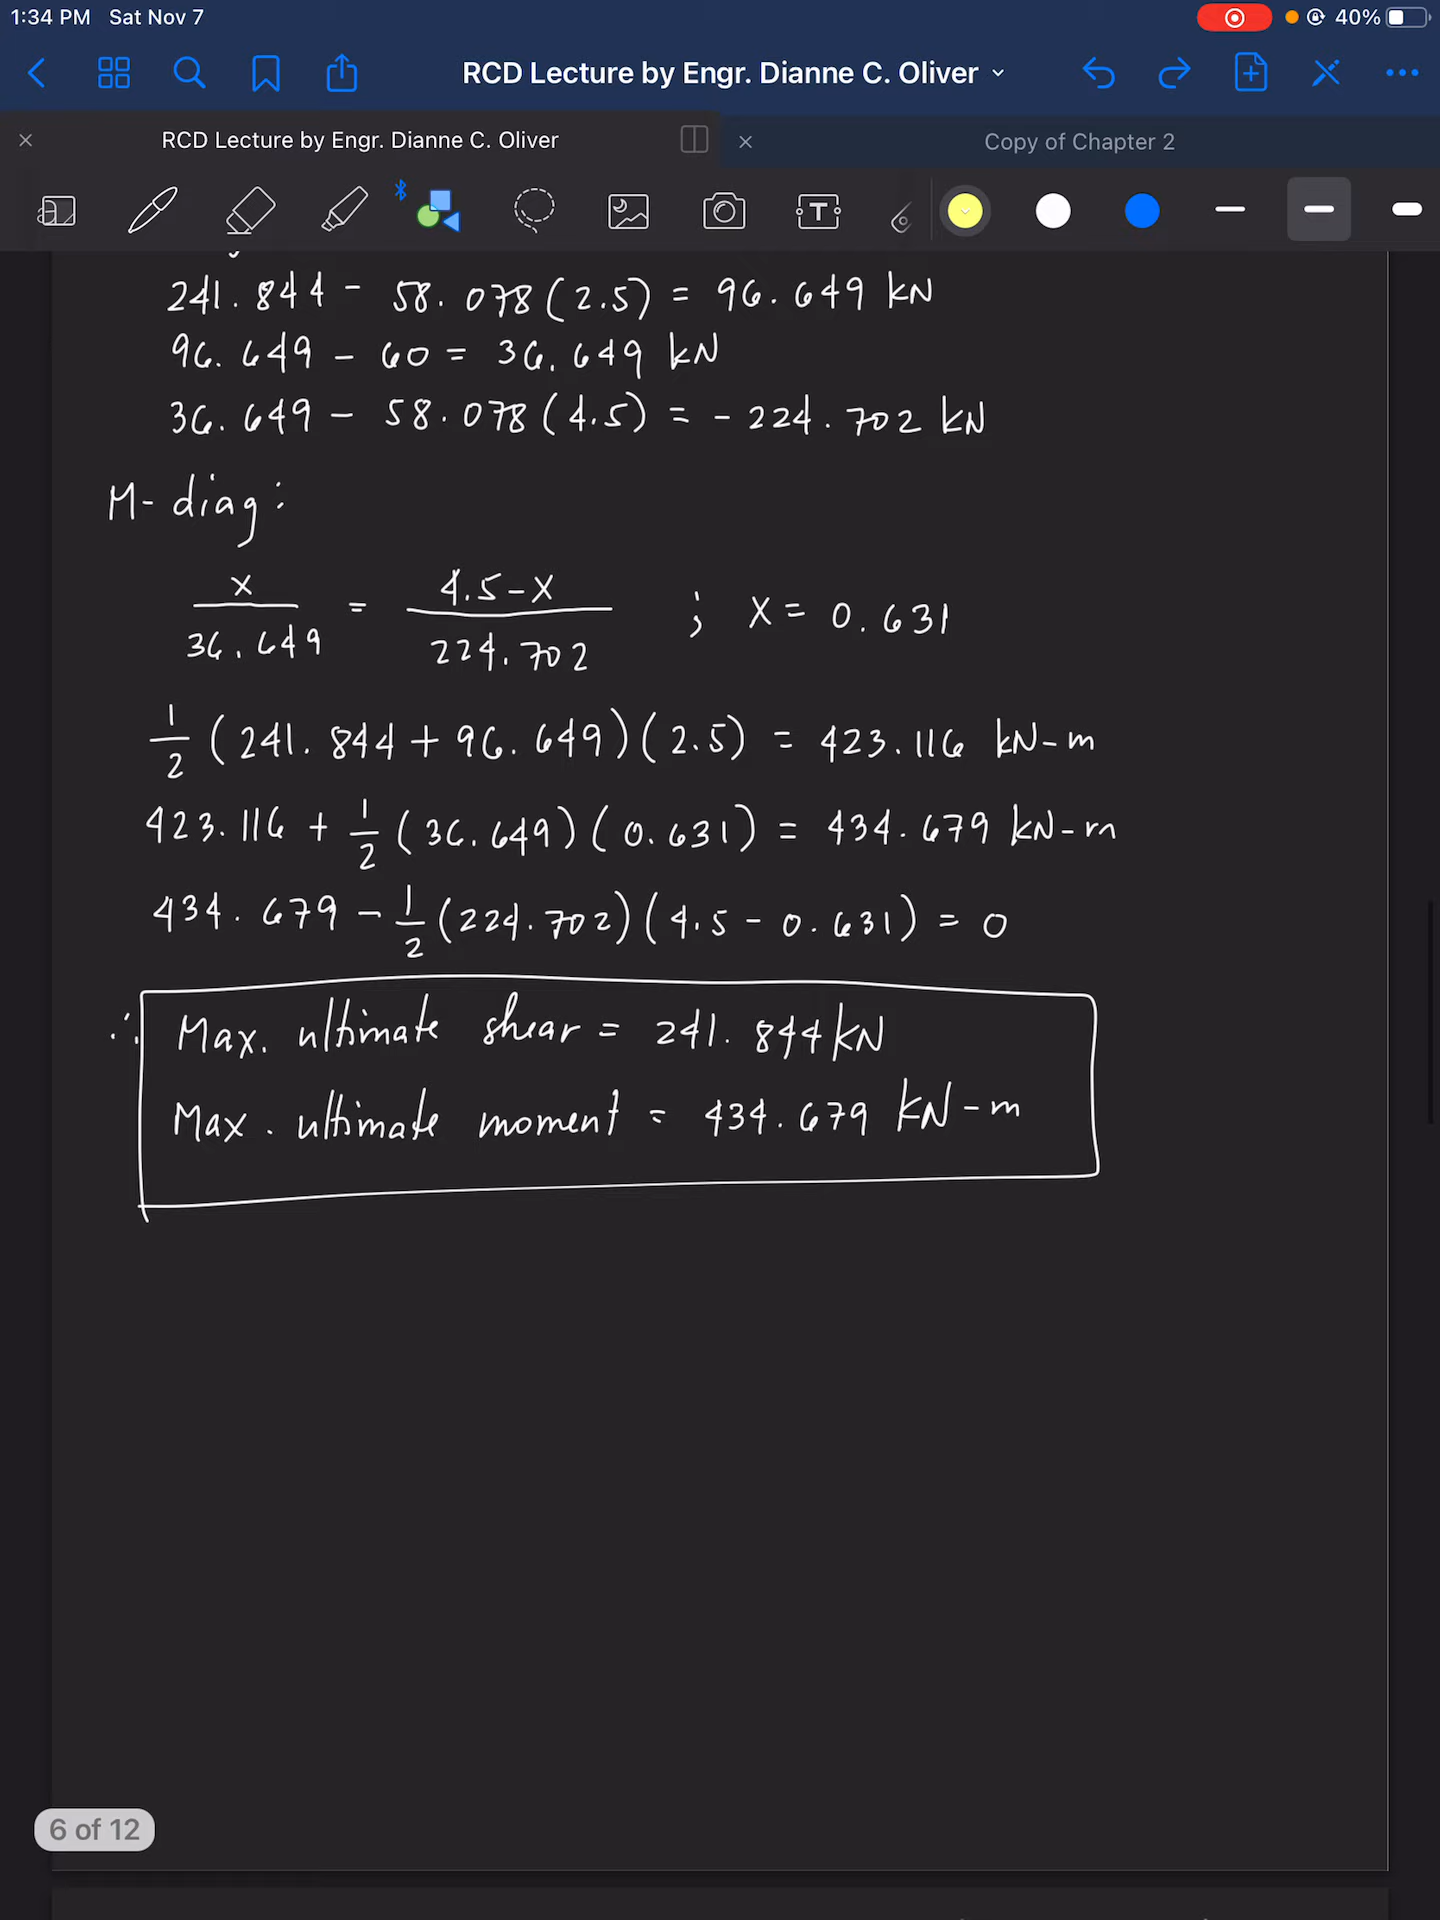 1:34 PM Sat Nov 7 40%
RCD Lecture by Engr. Dianne C. Oliver
RCD Lecture by Engr. Dianne C. Oliver
Copy of Chapter 2
T
241.844 - 58.078(2.5) = 96.649 kN
96.649 - 60 = 36.649 kN
36.649 - 58.078(4.5) = -224.702 kN
M-diag:
x/36.649 = 4.5-x/224.702 ; x = 0.631
1/2 (241.844 + 96.649)(2.5) = 423.116 kN-m
423.116 + 1/2 (36.649)(0.631) = 434.679 kN-m
434.679 - 1/2 (224.702)(4.5 - 0.631) = 0
∴ Max. ultimate shear = 241.844 kN
Max. ultimate moment = 434.679 kN-m
6 of 12